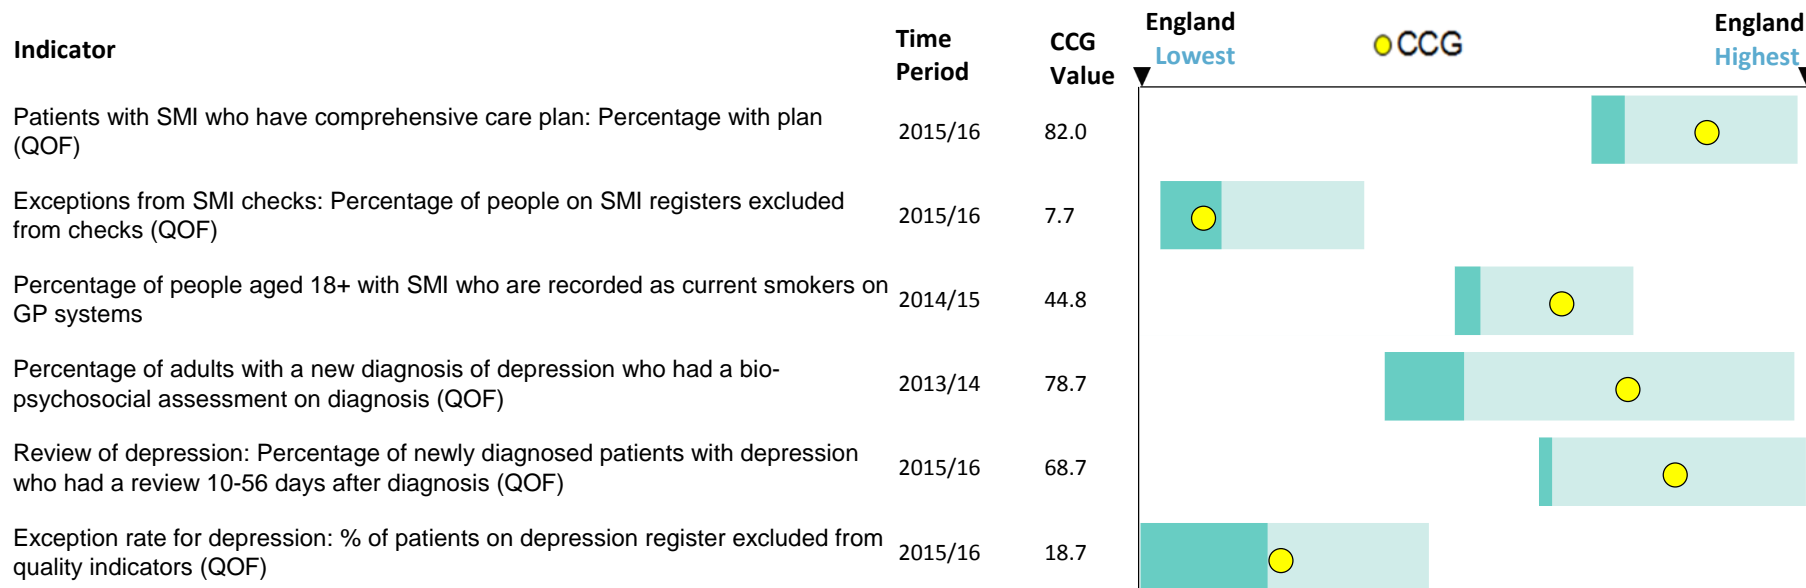 Indicator
Time Period
CCG Value
England Lowest
CCG
England Highest
Patients with SMI who have comprehensive care plan: Percentage with plan
(QOF)
2015/16
82.0
Exceptions from SMI checks: Percentage of people on SMI registers excluded
from checks (QOF)
2015/16
7.7
Percentage of people aged 18+ with SMI who are recorded as current smokers on
GP systems
2014/15
44.8
Percentage of adults with a new diagnosis of depression who had a bio-
psychosocial assessment on diagnosis (QOF)
2013/14
78.7
Review of depression: Percentage of newly diagnosed patients with depression
who had a review 10-56 days after diagnosis (QOF)
2015/16
68.7
Exception rate for depression: % of patients on depression register excluded from
quality indicators (QOF)
2015/16
18.7